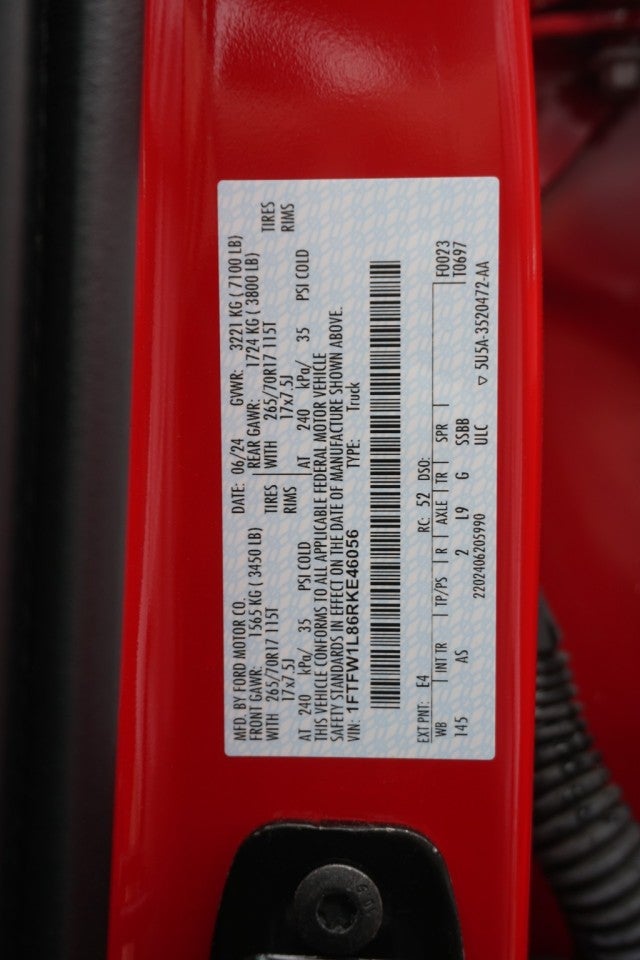 MFD. BY FORD MOTOR CO. DATE: 06/24 GVWR: 3221 KG ( 7100 LB)
FRONT GAWR: 1565 KG ( 3450 LB) REAR GAWR: 1724 KG ( 3800 LB)
WITH 265/70R17 115T TIRES WITH 265/70R17 115T TIRES
17x7.5J RIMS 17x7.5J RIMS
AT 240 kPa/ 35 PSI COLD AT 240 kPa/ 35 PSI COLD
THIS VEHICLE CONFORMS TO ALL APPLICABLE FEDERAL MOTOR VEHICLE
SAFETY STANDARDS IN EFFECT ON THE DATE OF MANUFACTURE SHOWN ABOVE.
VIN: 1FTFW1L86RKE46056 TYPE: Truck
EXT PNT: E4 RC: 52 DSO: F0023
WB INT TR TP/PS R AXLE TR SPR T0697
145 AS 2 L9 G SSBB
ULC ▽ 5U5A-3520472-AA
2202406205990